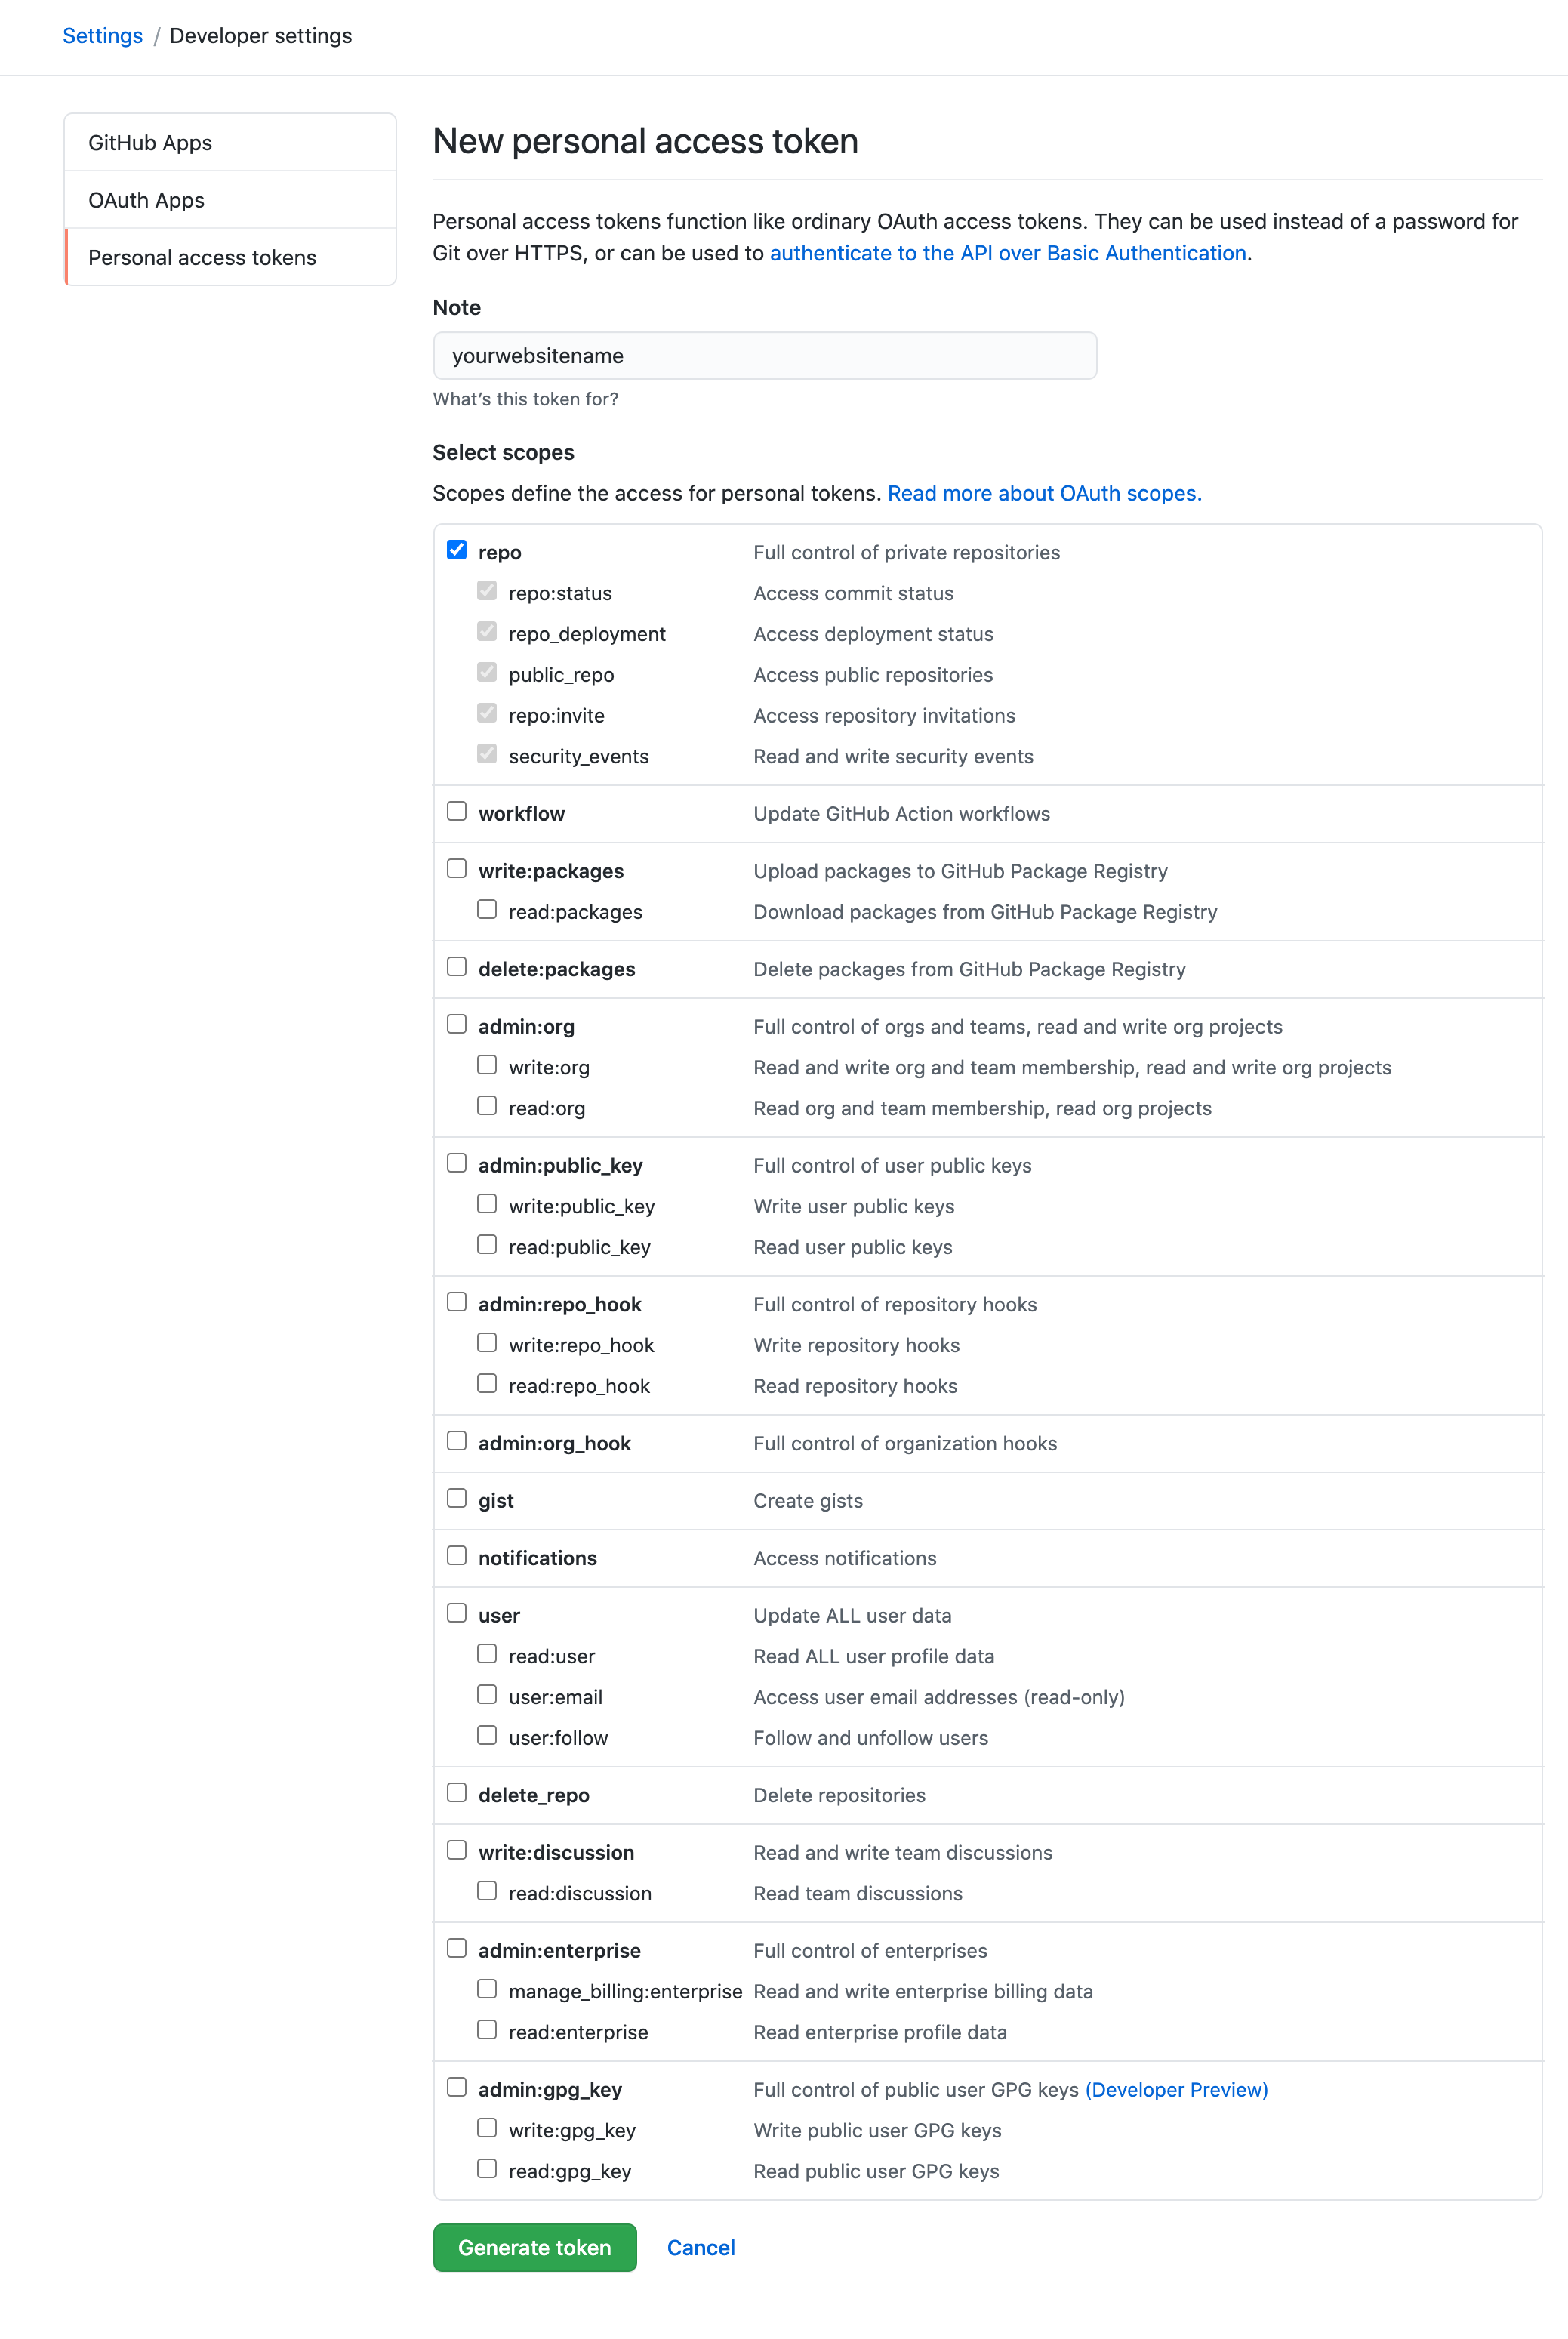 Settings / Developer settings
GitHub Apps
OAuth Apps
Personal access tokens
New personal access token
Personal access tokens function like ordinary OAuth access tokens. They can be used instead of a password for
Git over HTTPS, or can be used to authenticate to the API over Basic Authentication.
Note
yourwebsitename
What's this token for?
Select scopes
Scopes define the access for personal tokens. Read more about OAuth scopes.
repo Full control of private repositories
repo:status Access commit status
repo_deployment Access deployment status
public_repo Access public repositories
repo:invite Access repository invitations
security_events Read and write security events
workflow Update GitHub Action workflows
write:packages Upload packages to GitHub Package Registry
read:packages Download packages from GitHub Package Registry
delete:packages Delete packages from GitHub Package Registry
admin:org Full control of orgs and teams, read and write org projects
write:org Read and write org and team membership, read and write org projects
read:org Read org and team membership, read org projects
admin:public_key Full control of user public keys
write:public_key Write user public keys
read:public_key Read user public keys
admin:repo_hook Full control of repository hooks
write:repo_hook Write repository hooks
read:repo_hook Read repository hooks
admin:org_hook Full control of organization hooks
gist Create gists
notifications Access notifications
user Update ALL user data
read:user Read ALL user profile data
user:email Access user email addresses (read-only)
user:follow Follow and unfollow users
delete_repo Delete repositories
write:discussion Read and write team discussions
read:discussion Read team discussions
admin:enterprise Full control of enterprises
manage_billing:enterprise Read and write enterprise billing data
read:enterprise Read enterprise profile data
admin:gpg_key Full control of public user GPG keys (Developer Preview)
write:gpg_key Write public user GPG keys
read:gpg_key Read public user GPG keys
Generate token Cancel